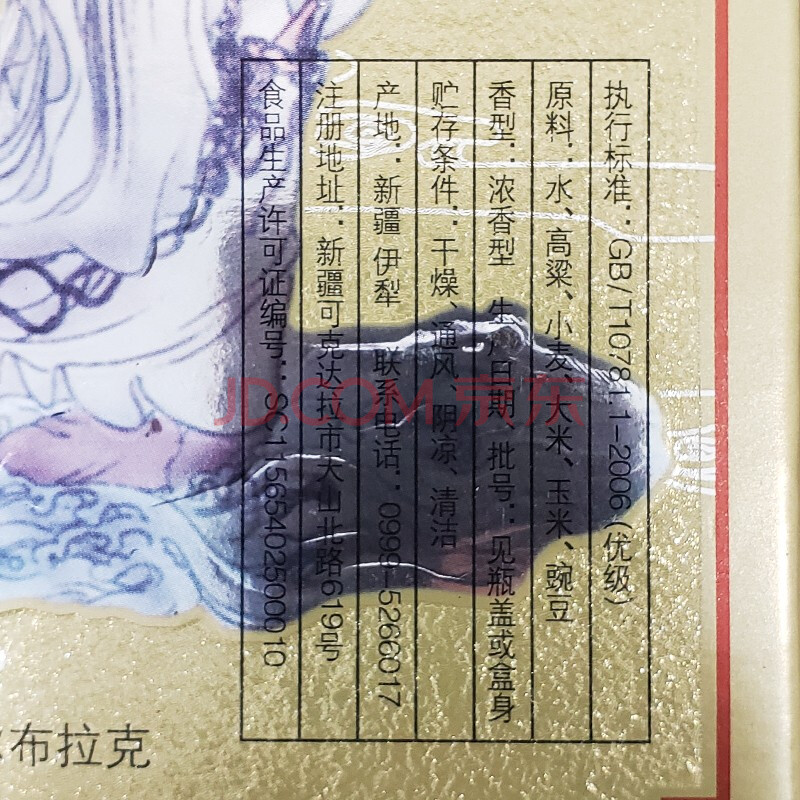 执行标准：GB/T10781.1-2006(优级)
原料：水、高粱、小麦、大米、玉米、豌豆
香型：浓香型 生产日期 批号：见瓶盖或盒身
贮存条件：干燥、通风、阴凉、清洁
产地：新疆 伊犁 联系电话：0999-5266017
注册地址：新疆可克达拉市天山北路619号
食品生产许可证编号：SC11565402500010
布拉克
JD.COM 京东